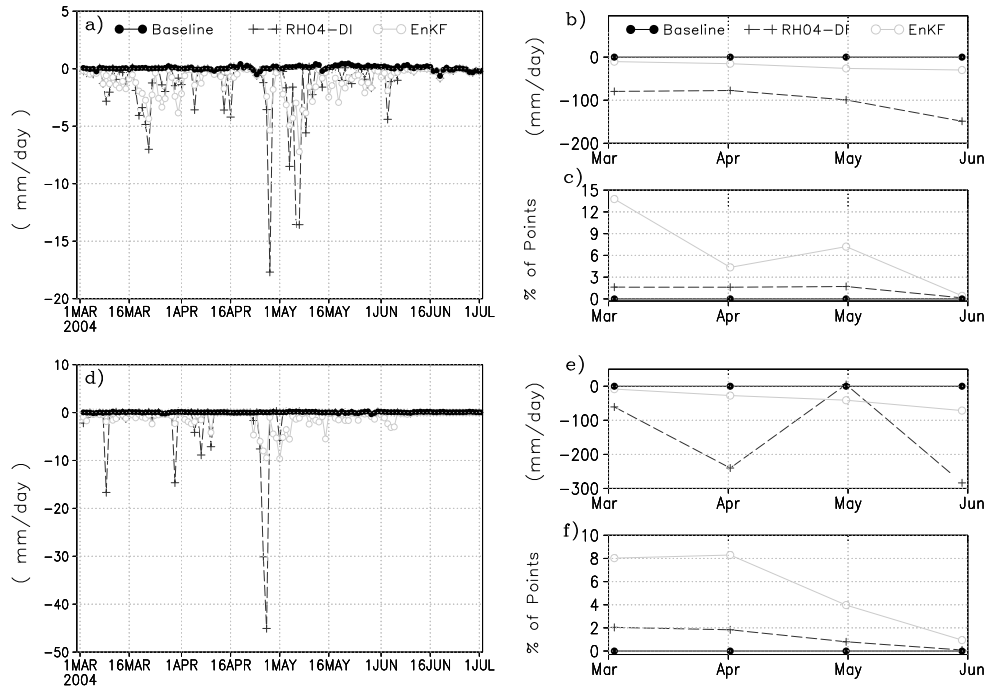 a) Baseline RH04-DI EnKF
5
0
-5
-10
-15
-20
( mm/day )
1MAR 16MAR 1APR 16APR 1MAY 16MAY 1JUN 16JUN 1JUL
2004
b) Baseline RH04-DI EnKF
0
-100
-200
(mm/day)
Mar Apr May Jun
c)
15
12
9
6
3
0
% of Points
Mar Apr May Jun
d)
10
0
-10
-20
-30
-40
-50
( mm/day )
1MAR 16MAR 1APR 16APR 1MAY 16MAY 1JUN 16JUN 1JUL
2004
e)
0
-100
-200
-300
(mm/day)
Mar Apr May Jun
f)
10
8
6
4
2
0
% of Points
Mar Apr May Jun